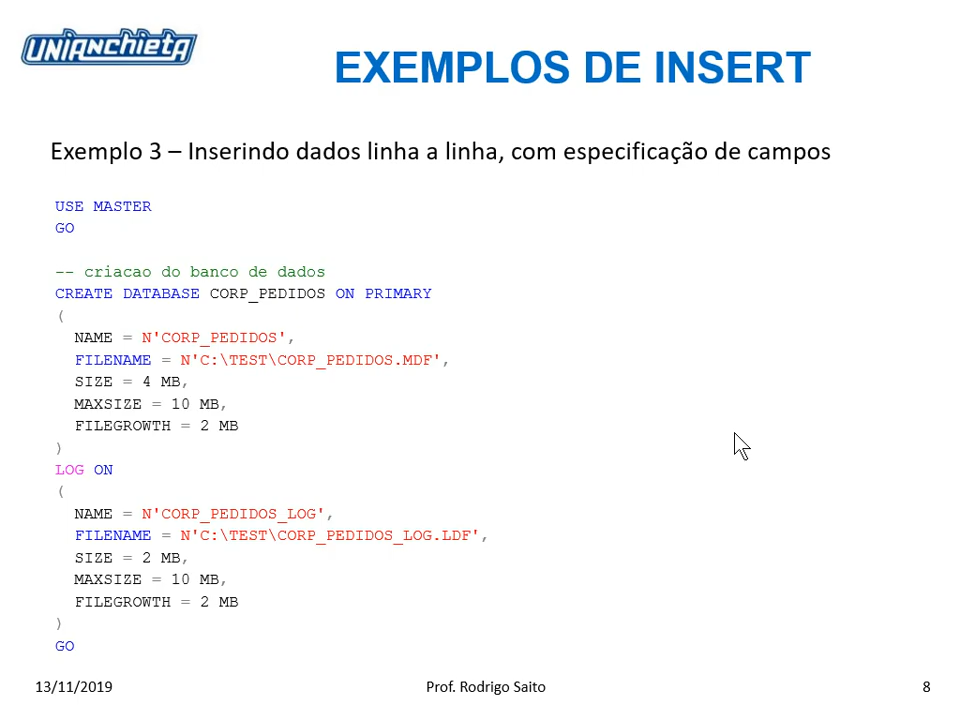 UNIANCHIETA
EXEMPLOS DE INSERT
Exemplo 3 – Inserindo dados linha a linha, com especificação de campos
USE MASTER
GO
-- criacao do banco de dados
CREATE DATABASE CORP_PEDIDOS ON PRIMARY
(
NAME = N'CORP_PEDIDOS',
FILENAME = N'C:\TEST\CORP_PEDIDOS.MDF',
SIZE = 4 MB,
MAXSIZE = 10 MB,
FILEGROWTH = 2 MB
)
LOG ON
(
NAME = N'CORP_PEDIDOS_LOG',
FILENAME = N'C:\TEST\CORP_PEDIDOS_LOG.LDF',
SIZE = 2 MB,
MAXSIZE = 10 MB,
FILEGROWTH = 2 MB
)
GO
13/11/2019
Prof. Rodrigo Saito
8